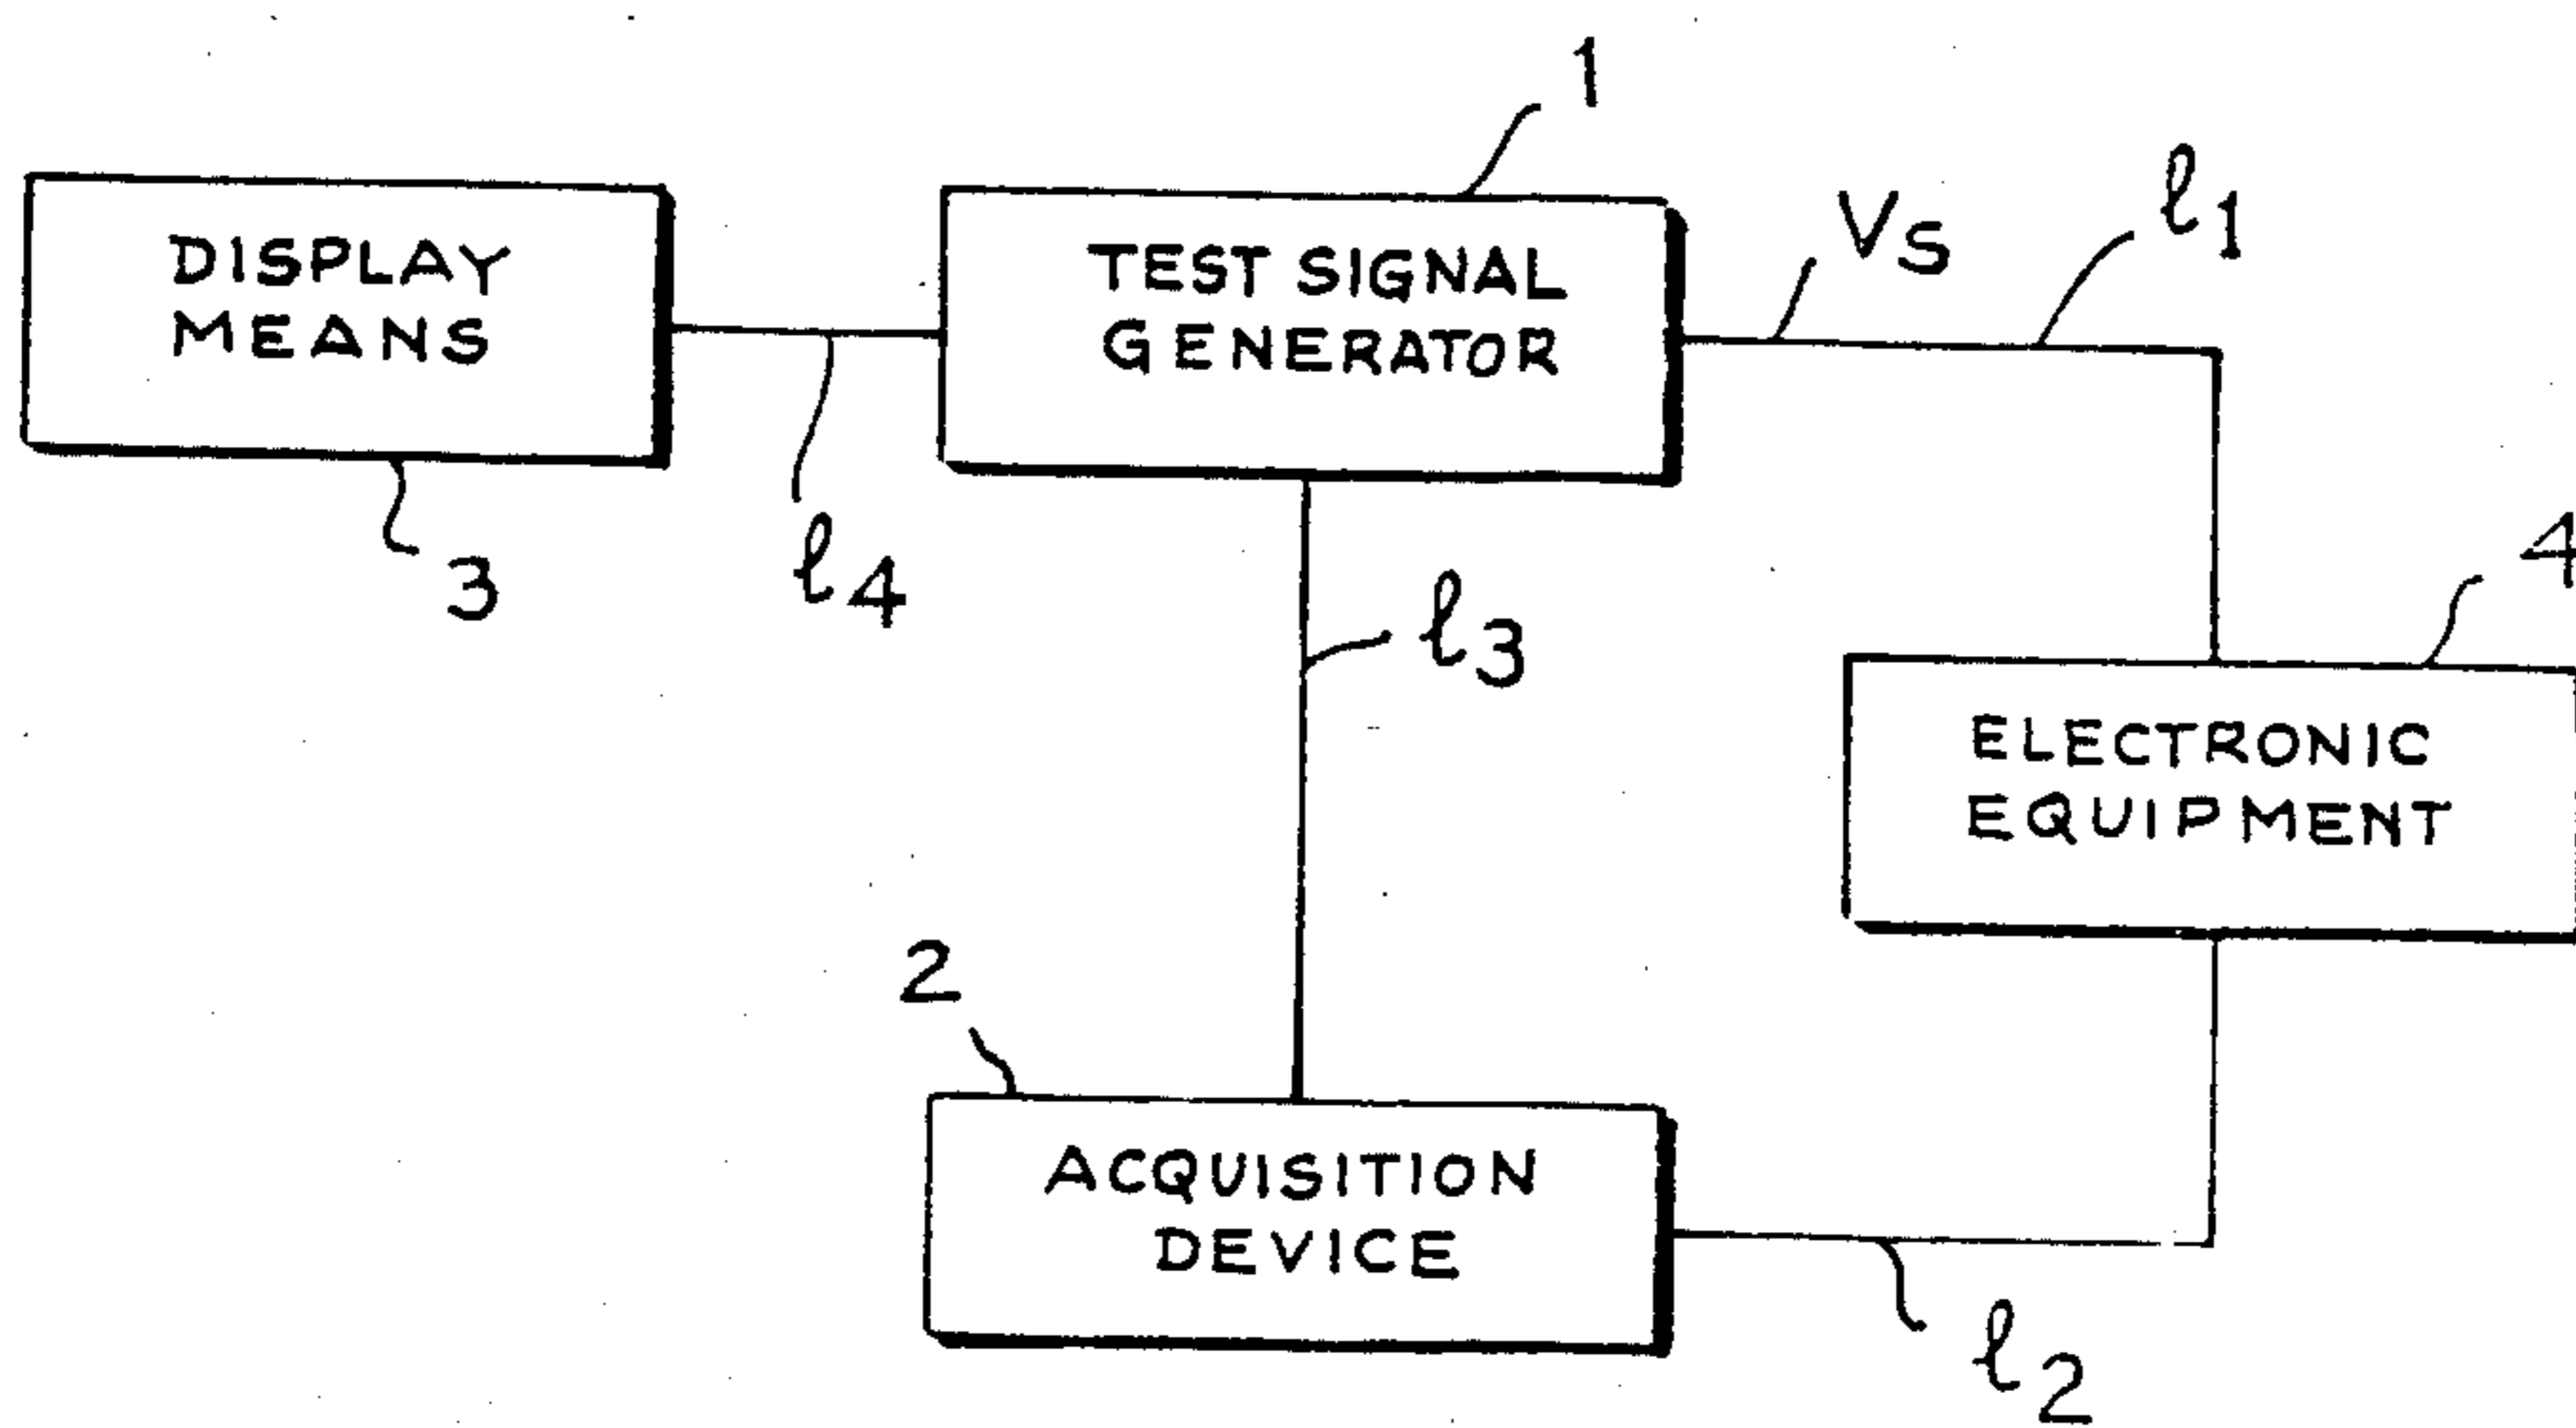 1
DISPLAY
MEANS
TEST SIGNAL
GENERATOR
VS
ℓ1
3
ℓ4
ℓ3
4
ELECTRONIC
EQUIPMENT
2
ACQUISITION
DEVICE
ℓ2